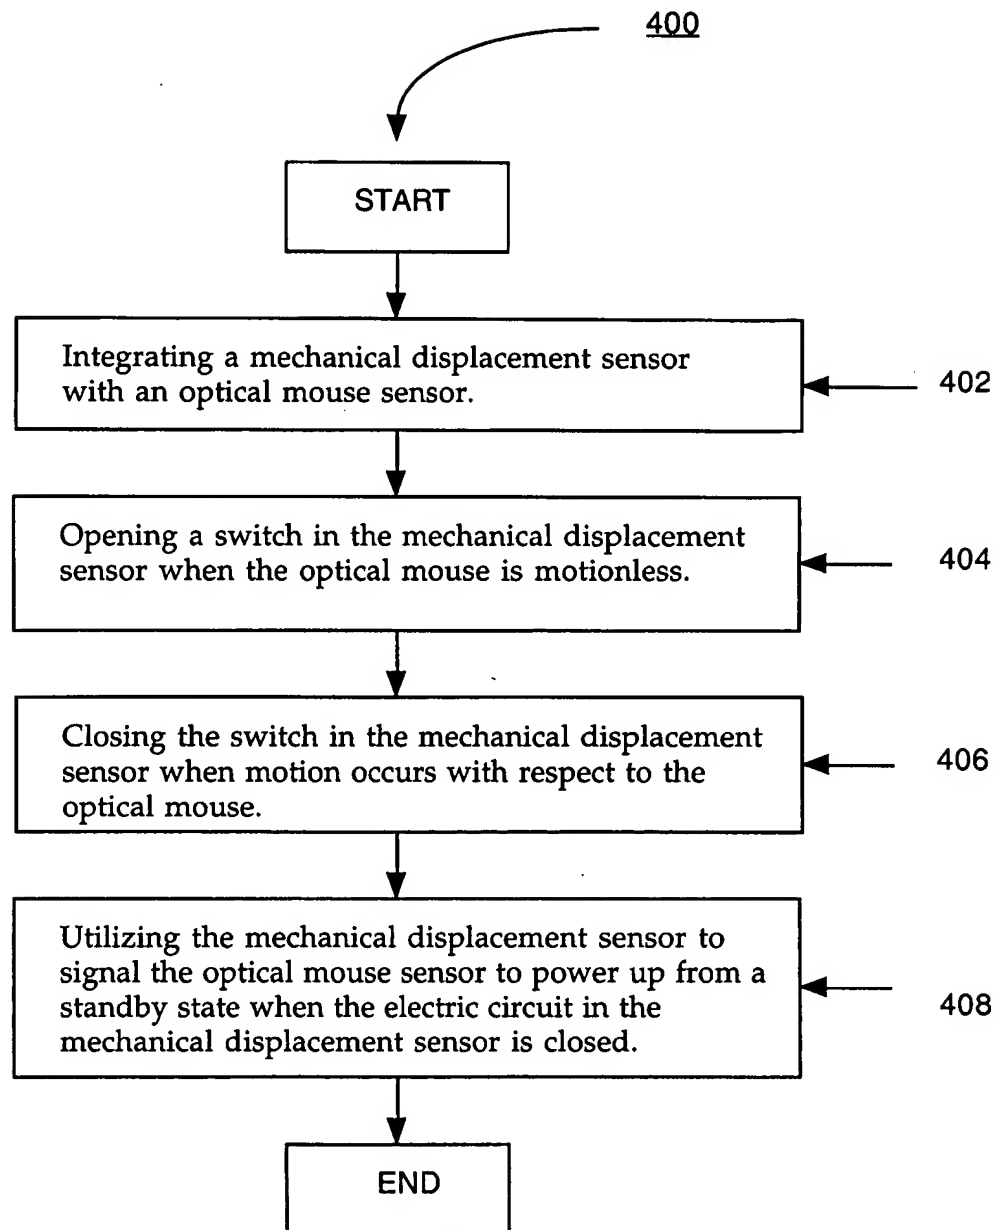 400
START
Integrating a mechanical displacement sensor
with an optical mouse sensor.
402
Opening a switch in the mechanical displacement
sensor when the optical mouse is motionless.
404
Closing the switch in the mechanical displacement
sensor when motion occurs with respect to the
optical mouse.
406
Utilizing the mechanical displacement sensor to
signal the optical mouse sensor to power up from a
standby state when the electric circuit in the
mechanical displacement sensor is closed.
408
END